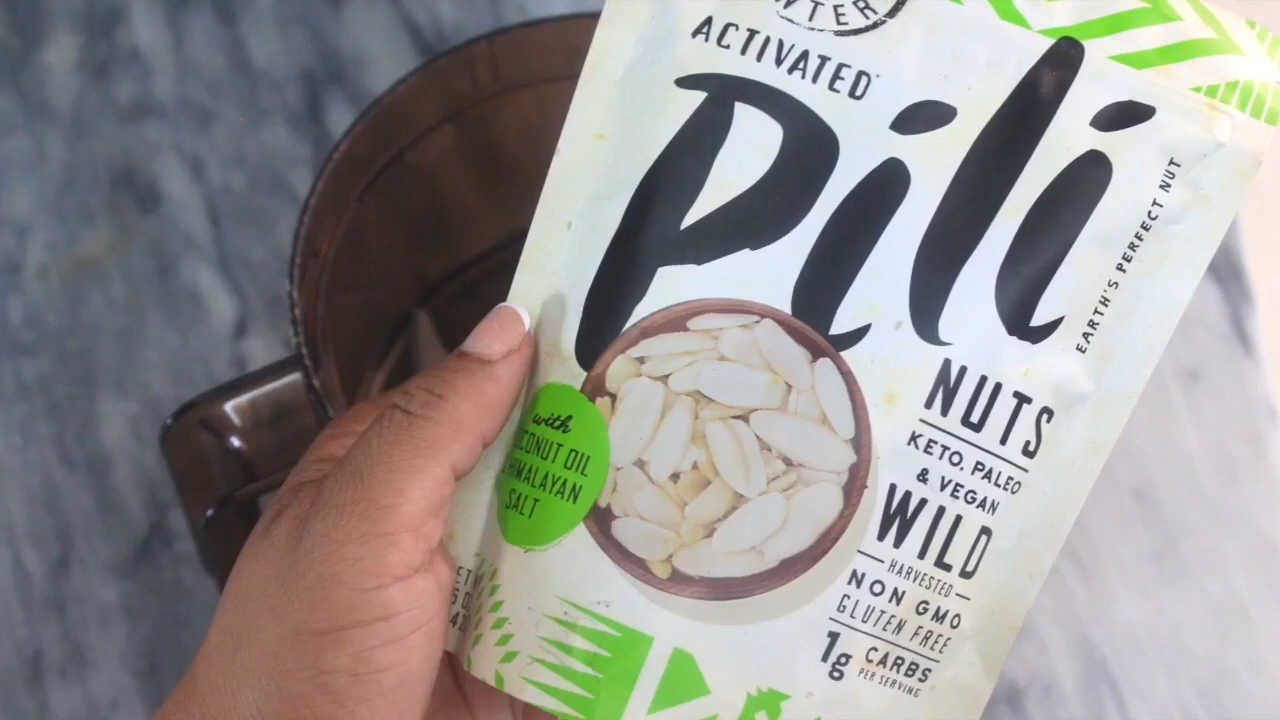 ACTIVATED
Pili
EARTH'S PERFECT NUT
NUTS
KETO, PALEO
& VEGAN
WILD
HARVESTED
NON GMO
GLUTEN FREE
1g CARBS
PER SERVING
with
OIL
HIMALAYAN
SALT